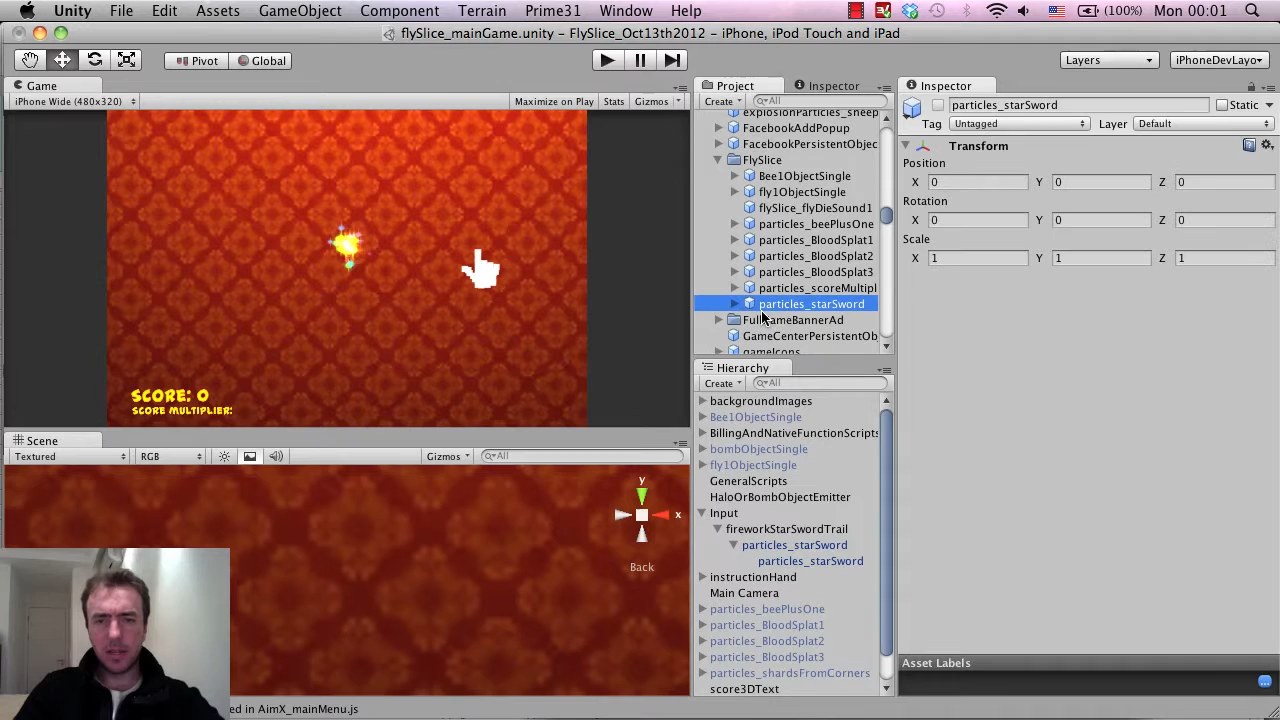 Unity File Edit Assets GameObject Component Terrain Prime31 Window Help (100%) Mon 00:01
flySlice_mainGame.unity - FlySlice_Oct13th2012 - iPhone, iPod Touch and iPad
Pivot Global Layers iPhoneDevLayo
Game
iPhone Wide (480x320) Maximize on Play Stats Gizmos
SCORE: 0
SCORE MULTIPLIER:
Scene
Textured RGB Gizmos All
y
x
Back
ed in AimX_mainMenu.js
Project Inspector
Create All
explosionParticles_sheep
FacebookAddPopup
FacebookPersistentObjec
FlySlice
Bee1ObjectSingle
fly1ObjectSingle
flySlice_flyDieSound1
particles_beePlusOne
particles_BloodSplat1
particles_BloodSplat2
particles_BloodSplat3
particles_scoreMultipl
particles_starSword
FullGameBannerAd
GameCenterPersistentOb
gameIcons
Hierarchy
Create All
backgroundImages
Bee1ObjectSingle
BillingAndNativeFunctionScripts
bombObjectSingle
fly1ObjectSingle
GeneralScripts
HaloOrBombObjectEmitter
Input
fireworkStarSwordTrail
particles_starSword
particles_starSword
instructionHand
Main Camera
particles_beePlusOne
particles_BloodSplat1
particles_BloodSplat2
particles_BloodSplat3
particles_shardsFromCorners
score3DText
Inspector
particles_starSword Static
Tag Untagged Layer Default
Transform
Position
X 0 Y 0 Z 0
Rotation
X 0 Y 0 Z 0
Scale
X 1 Y 1 Z 1
Asset Labels